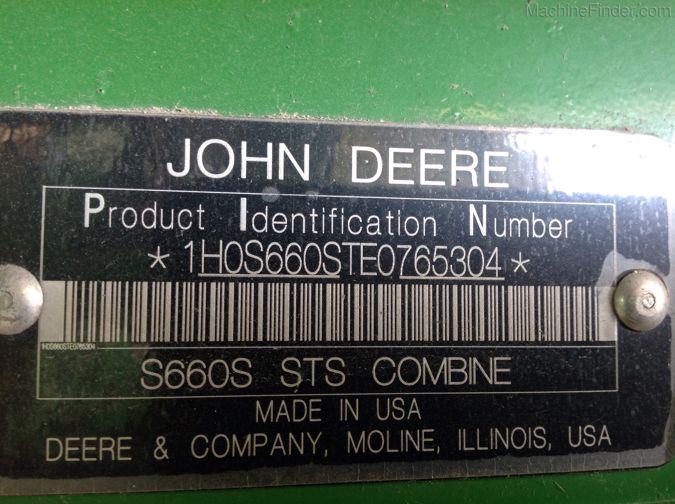 MachineFinder.com
JOHN DEERE
Product Identification Number
*1H0S660STE0765304*
1H0S660STE0765304
S660S STS COMBINE
MADE IN USA
DEERE & COMPANY, MOLINE, ILLINOIS, USA